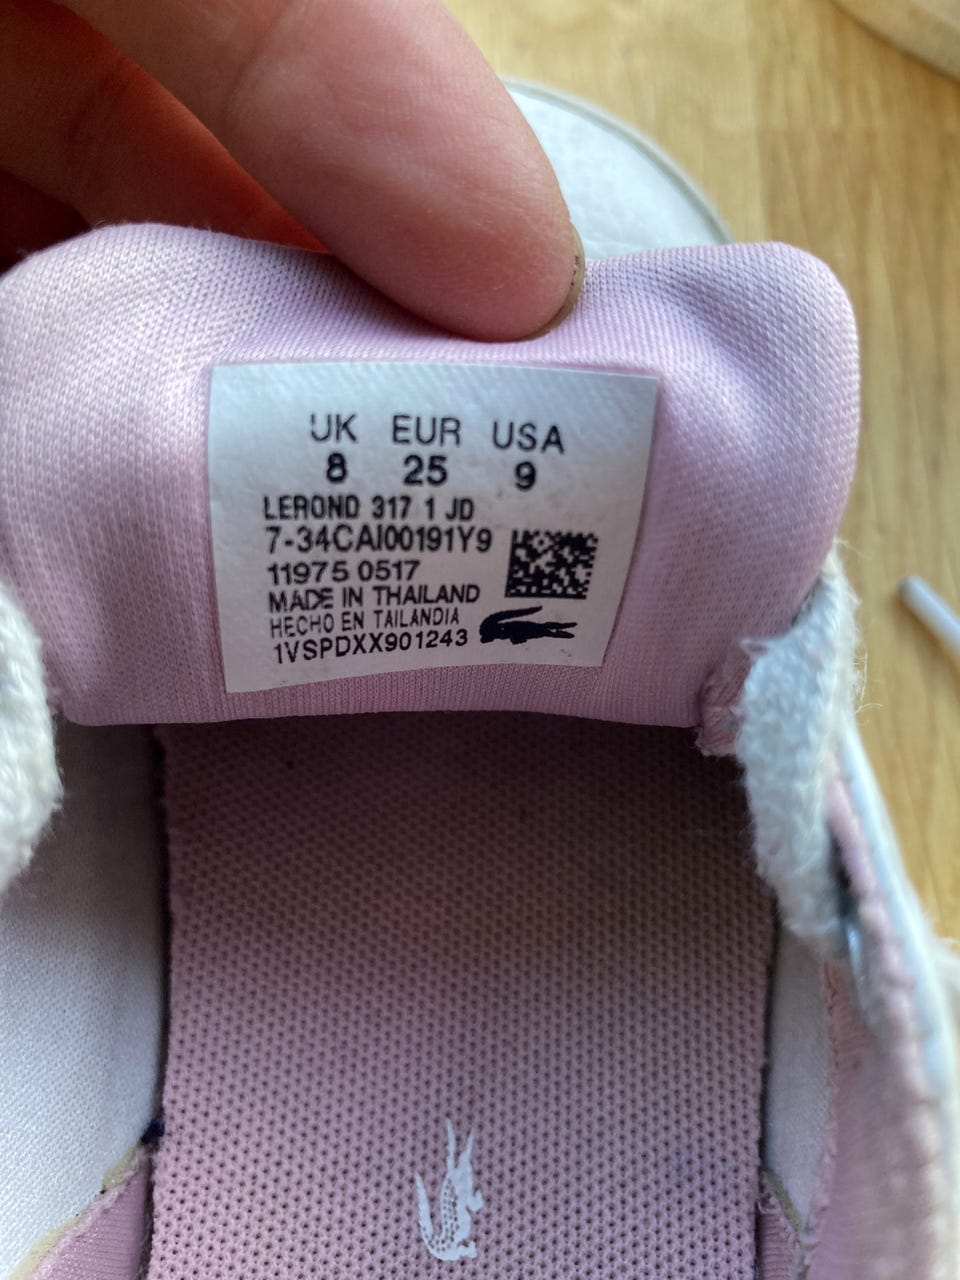 UK EUR USA
8 25 9
LEROND 317 1 JD
7-34CAI00191Y9
11975 0517
MADE IN THAILAND
HECHO EN TAILANDIA
1VSPDXX901243